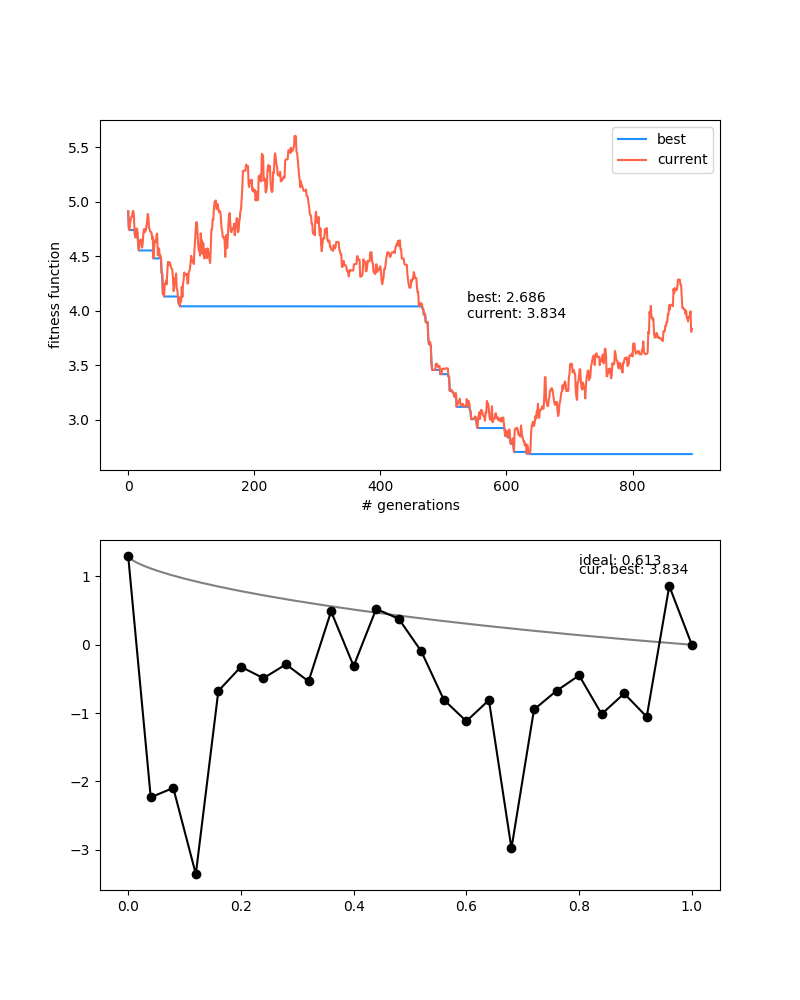 5.5
5.0
4.5
4.0
3.5
3.0
fitness function
best
current
best: 2.686
current: 3.834
0
200
400
600
800
# generations
1
0
−1
−2
−3
ideal: 0.613
cur. best: 3.834
0.0
0.2
0.4
0.6
0.8
1.0